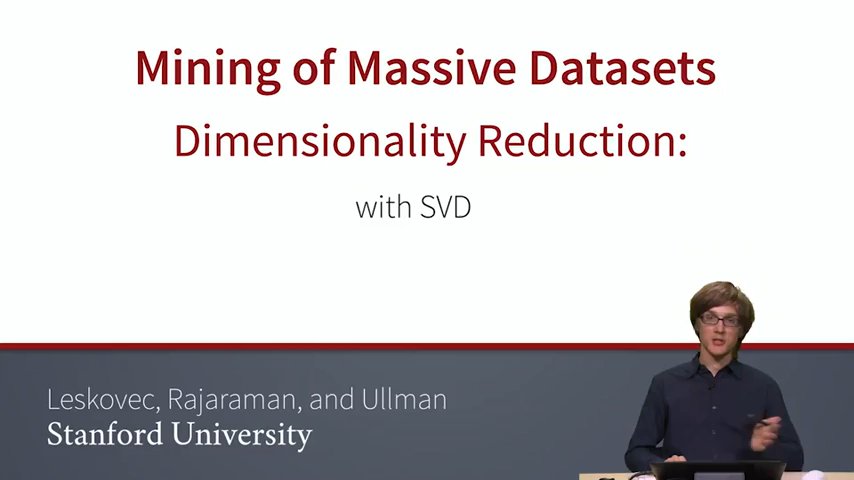 Mining of Massive Datasets
Dimensionality Reduction:
with SVD
Leskovec, Rajaraman, and Ullman
Stanford University